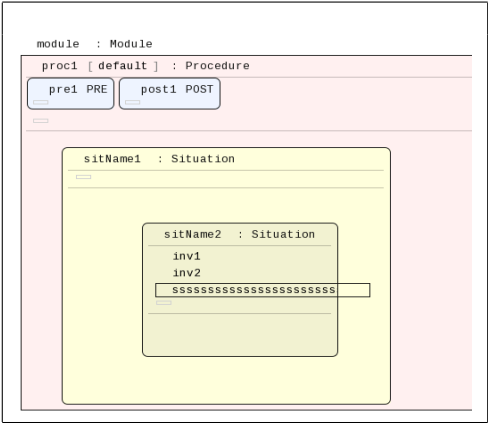 module : Module
proc1 [ default ] : Procedure
pre1 PRE post1 POST
sitName1 : Situation
sitName2 : Situation
inv1
inv2
sssssssssssssssssssssss